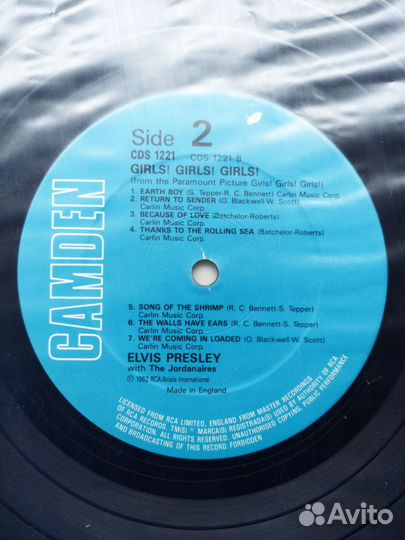 CAMDEN
Side 2
CDS 1221 CDS 1221 B
GIRLS! GIRLS! GIRLS!
(from the Paramount Picture Girls! Girls! Girls!)
1. EARTH BOY (S. Tepper-R. C. Bennett) Carlin Music Corp.
2. RETURN TO SENDER (O. Blackwell-W. Scott)
Carlin Music Corp.
3. BECAUSE OF LOVE (Batchelor-Roberts)
Carlin Music Corp.
4. THANKS TO THE ROLLING SEA (Batchelor-Roberts)
Carlin Music Corp.
5. SONG OF THE SHRIMP (R. C. Bennett-S. Tepper)
Carlin Music Corp.
6. THE WALLS HAVE EARS (R. C. Bennett-S. Tepper)
Carlin Music Corp.
7. WE'RE COMING IN LOADED (O. Blackwell-W. Scott)
Carlin Music Corp.
ELVIS PRESLEY
with The Jordanaires
℗ 1962 RCA/Ariola International
Made in England
LICENSED FROM RCA LIMITED, ENGLAND FROM MASTER RECORDINGS
OF RCA RECORDS, TM(S) ® MARCA(S) REGISTRADA(S) USED BY AUTHORITY OF RCA
CORPORATION. ALL RIGHTS RESERVED. UNAUTHORISED COPYING, PUBLIC PERFORMANCE
AND BROADCASTING OF THIS RECORD FORBIDDEN
Avito